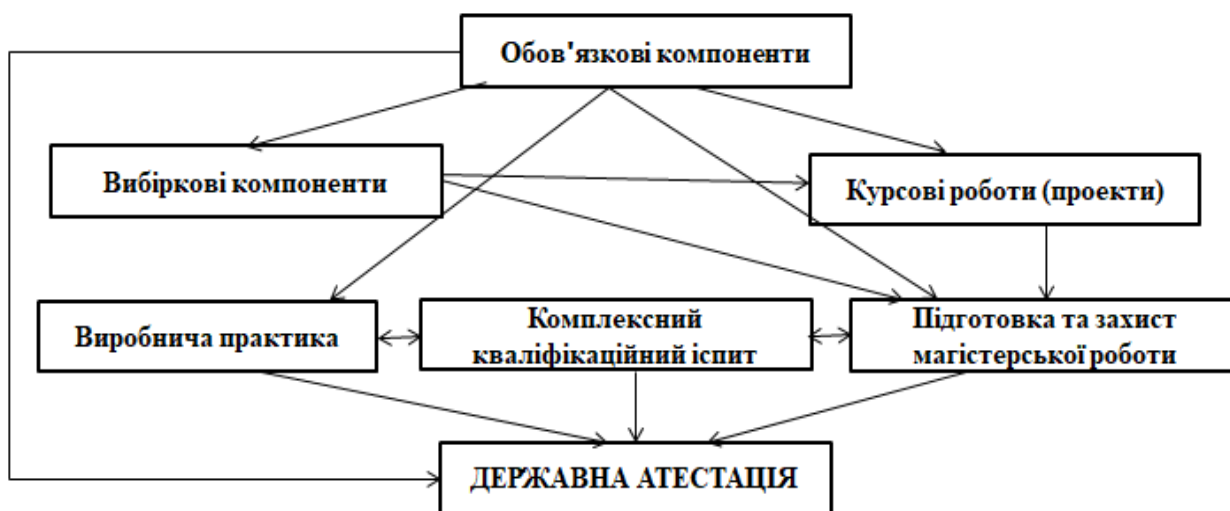 Обов'язкові компоненти
Вибіркові компоненти
Курсові роботи (проекти)
Виробнича практика
Комплексний
кваліфікаційний іспит
Підготовка та захист
магістерської роботи
ДЕРЖАВНА АТЕСТАЦІЯ